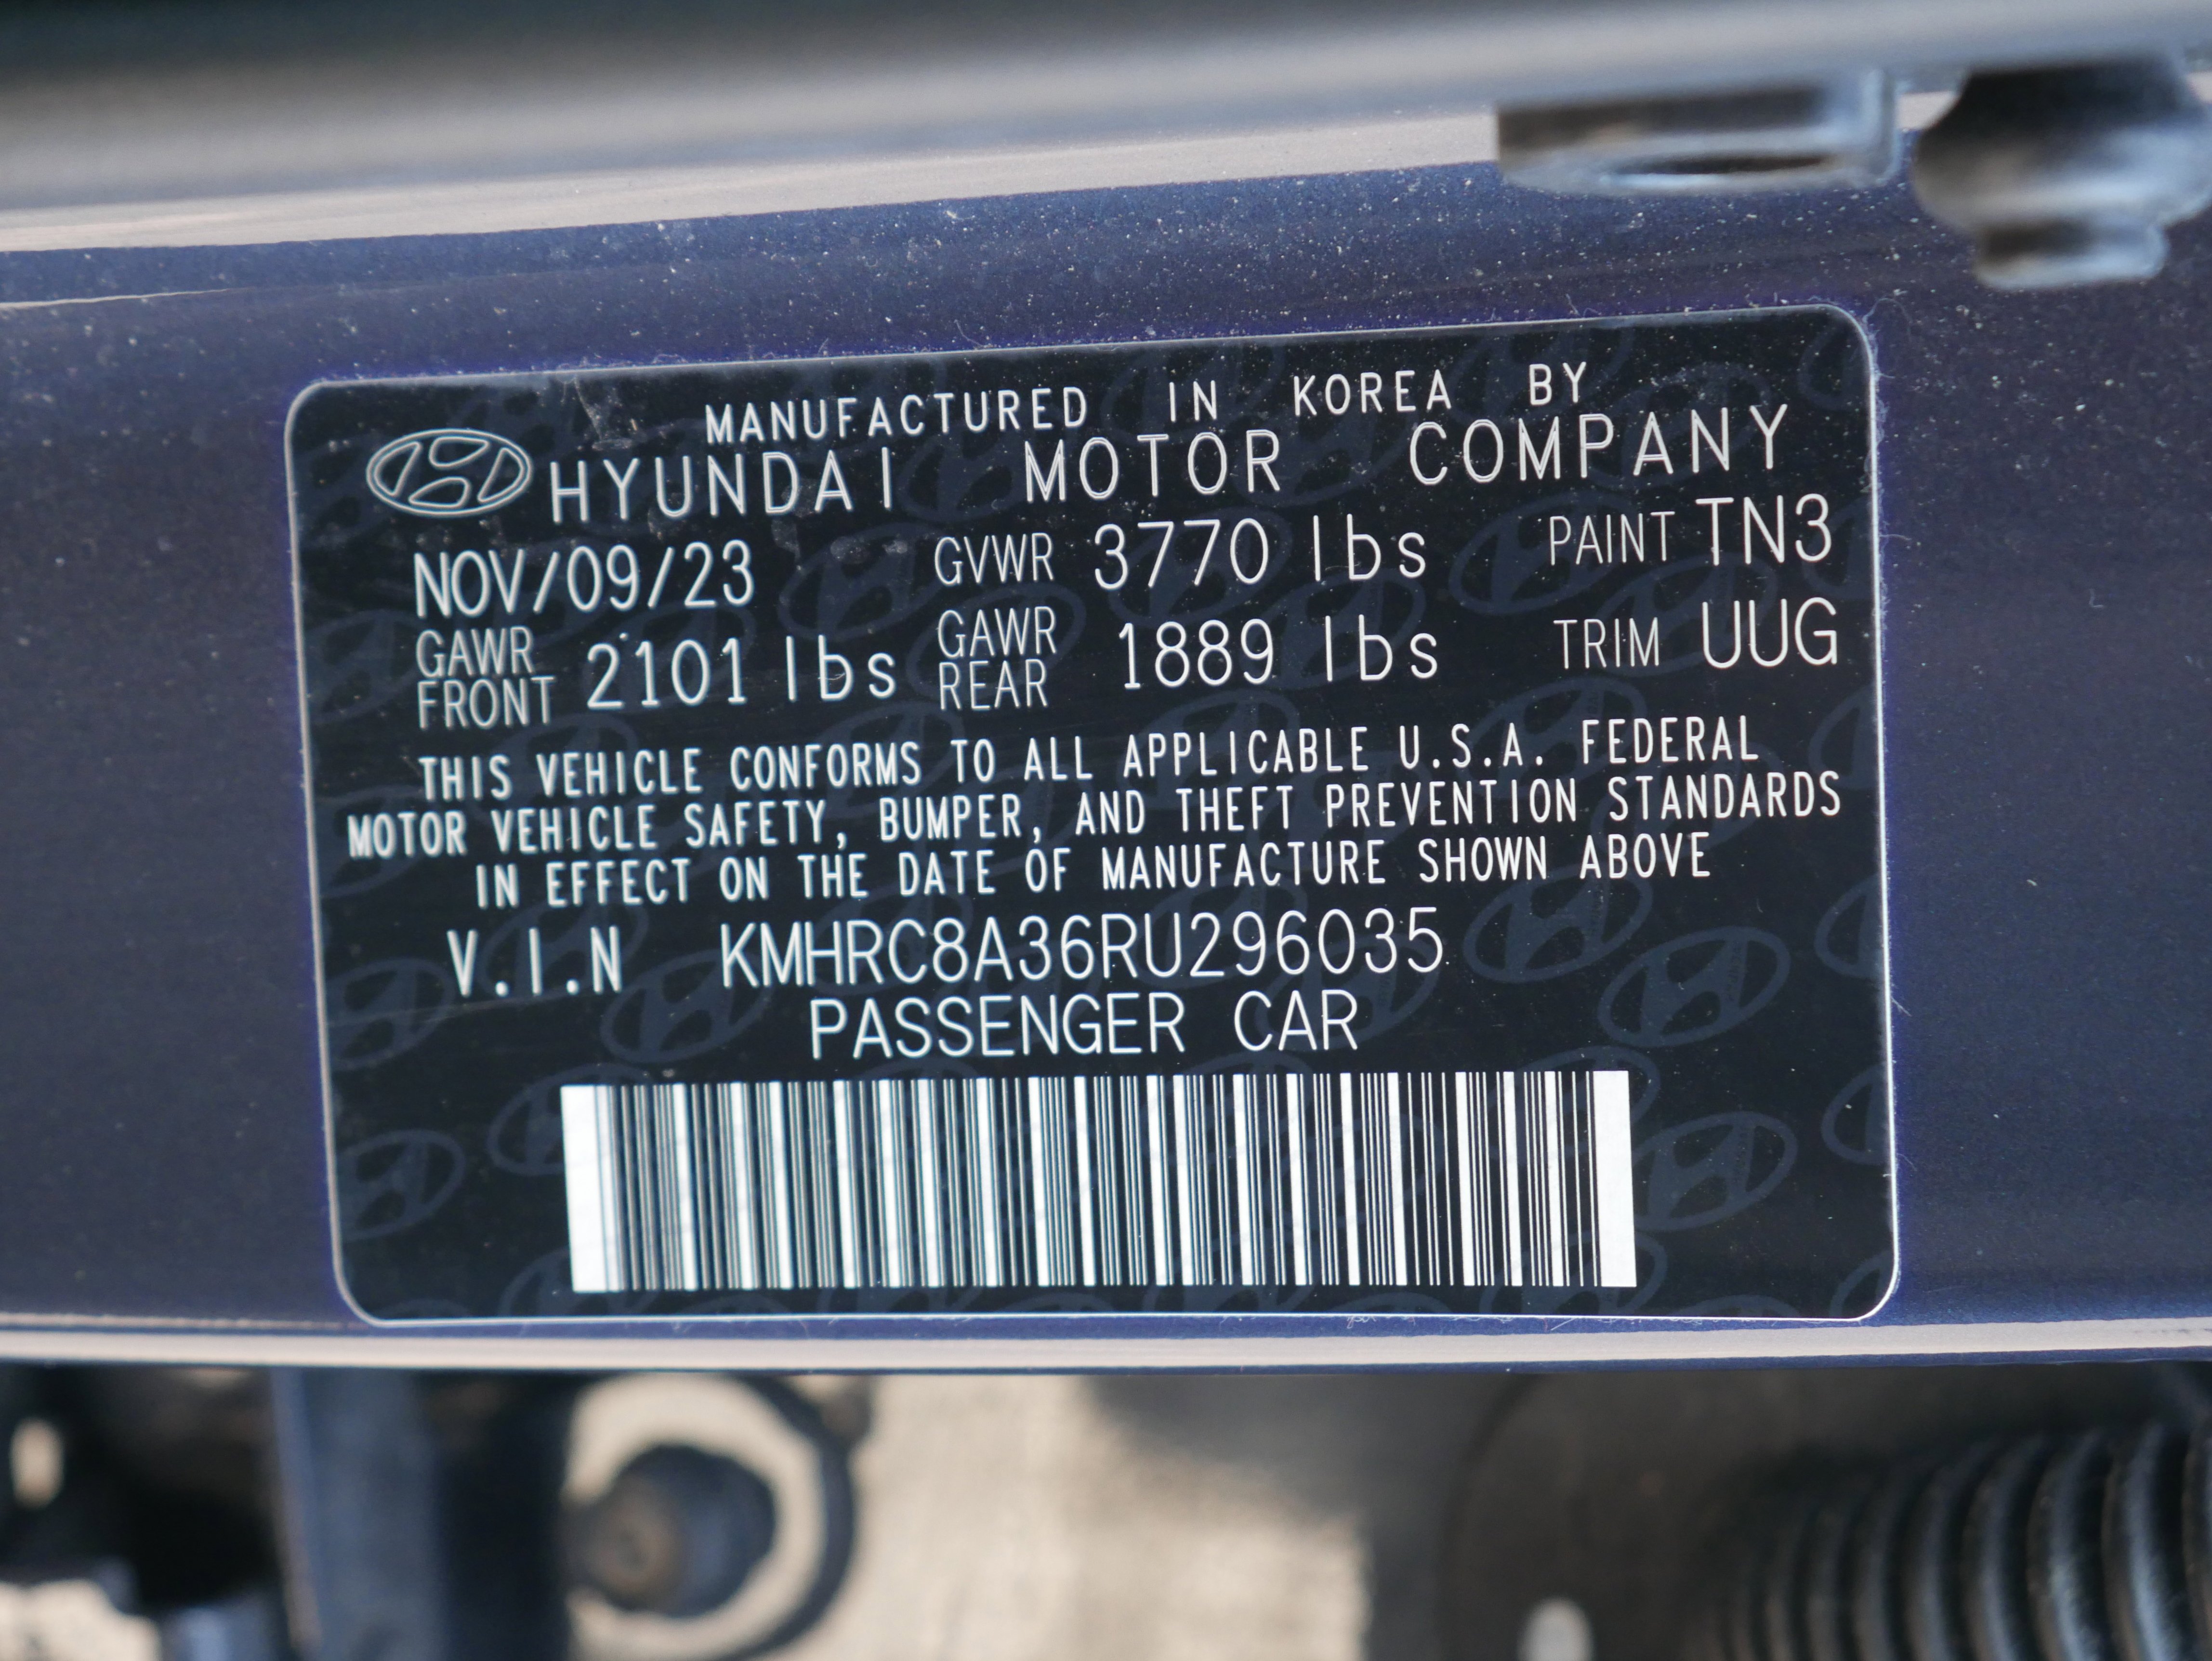 MANUFACTURED IN KOREA BY
HYUNDAI MOTOR COMPANY
NOV/09/23 GVWR 3770 lbs PAINT TN3
GAWR FRONT 2101 lbs GAWR REAR 1889 lbs TRIM UUG
THIS VEHICLE CONFORMS TO ALL APPLICABLE U.S.A. FEDERAL
MOTOR VEHICLE SAFETY, BUMPER, AND THEFT PREVENTION STANDARDS
IN EFFECT ON THE DATE OF MANUFACTURE SHOWN ABOVE
V.I.N KMHRC8A36RU296035
PASSENGER CAR